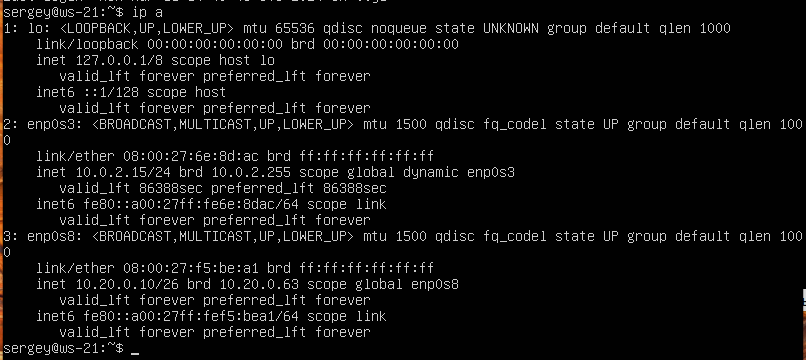 sergey@ws-21:~$ ip a
1: lo: <LOOPBACK,UP,LOWER_UP> mtu 65536 qdisc noqueue state UNKNOWN group default qlen 1000
    link/loopback 00:00:00:00:00:00 brd 00:00:00:00:00:00
    inet 127.0.0.1/8 scope host lo
       valid_lft forever preferred_lft forever
    inet6 ::1/128 scope host
       valid_lft forever preferred_lft forever
2: enp0s3: <BROADCAST,MULTICAST,UP,LOWER_UP> mtu 1500 qdisc fq_codel state UP group default qlen 100
0
    link/ether 08:00:27:6e:8d:ac brd ff:ff:ff:ff:ff:ff
    inet 10.0.2.15/24 brd 10.0.2.255 scope global dynamic enp0s3
       valid_lft 86388sec preferred_lft 86388sec
    inet6 fe80::a00:27ff:fe6e:8dac/64 scope link
       valid_lft forever preferred_lft forever
3: enp0s8: <BROADCAST,MULTICAST,UP,LOWER_UP> mtu 1500 qdisc fq_codel state UP group default qlen 100
0
    link/ether 08:00:27:f5:be:a1 brd ff:ff:ff:ff:ff:ff
    inet 10.20.0.10/26 brd 10.20.0.63 scope global enp0s8
       valid_lft forever preferred_lft forever
    inet6 fe80::a00:27ff:fef5:bea1/64 scope link
       valid_lft forever preferred_lft forever
sergey@ws-21:~$ _